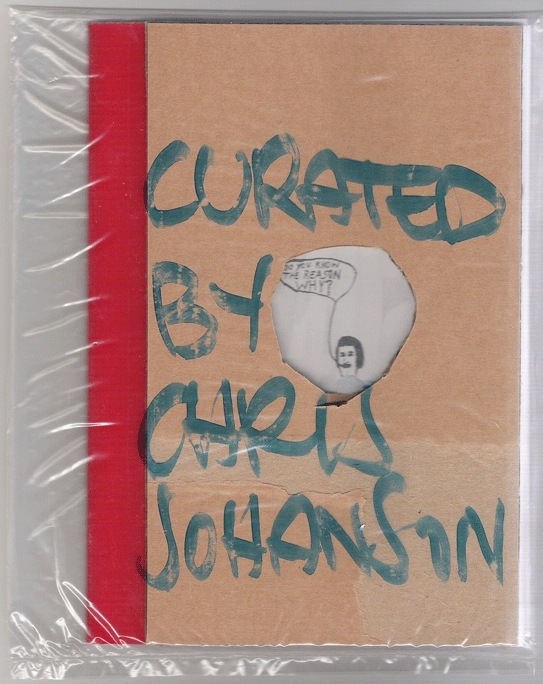 CURATED
BY
DO YOU KNOW
THE REASON
WHY?
CHRIS
JOHANSON